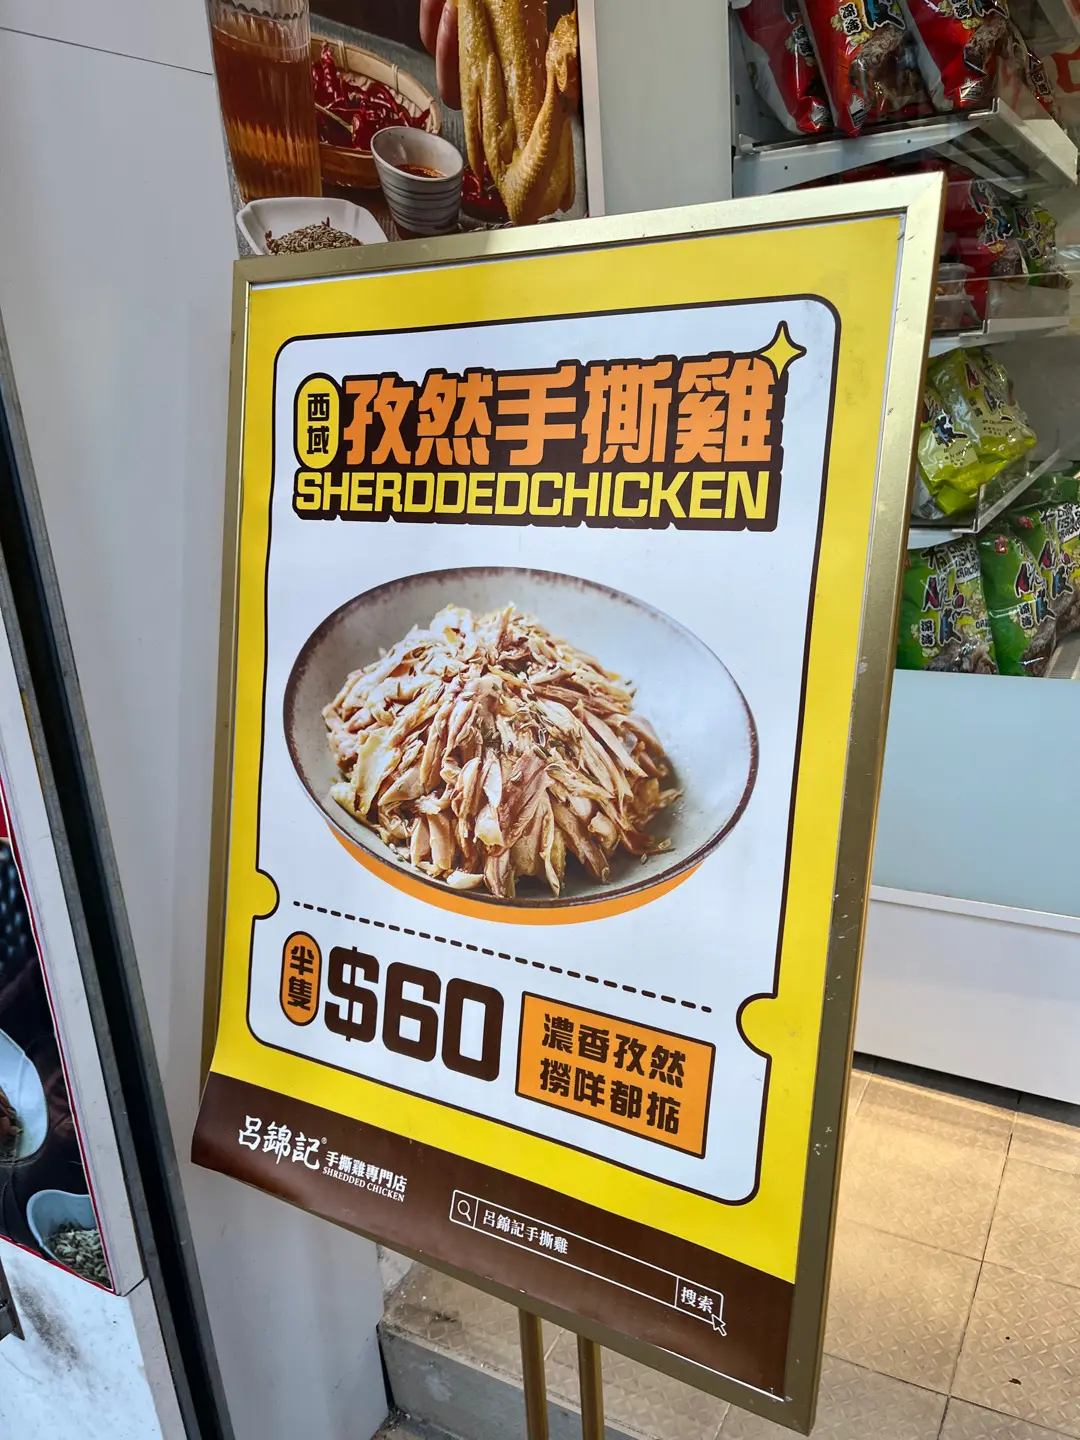 西域
孜然手撕雞
SHERDDEDCHICKEN
半隻
$60
濃香孜然
撈咩都掂
呂錦記®
手撕雞專門店
SHREDDED CHICKEN
呂錦記手撕雞
搜索